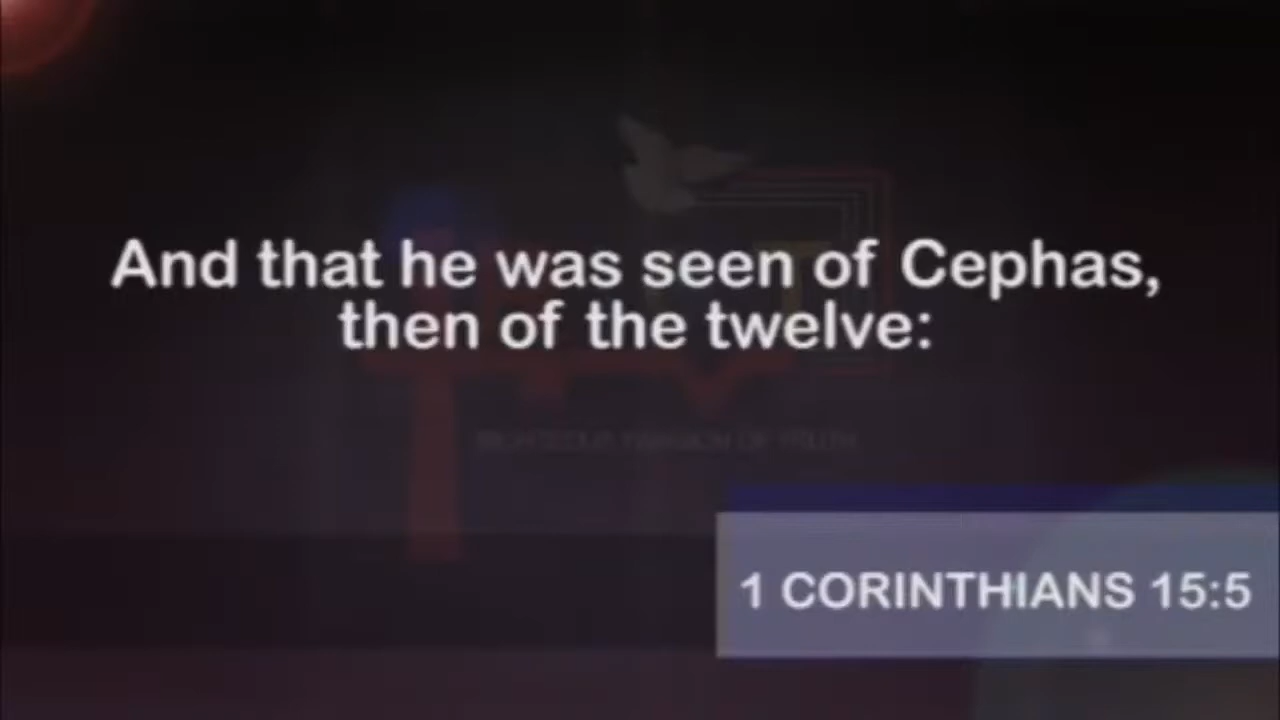 And that he was seen of Cephas,
then of the twelve:
1 CORINTHIANS 15:5